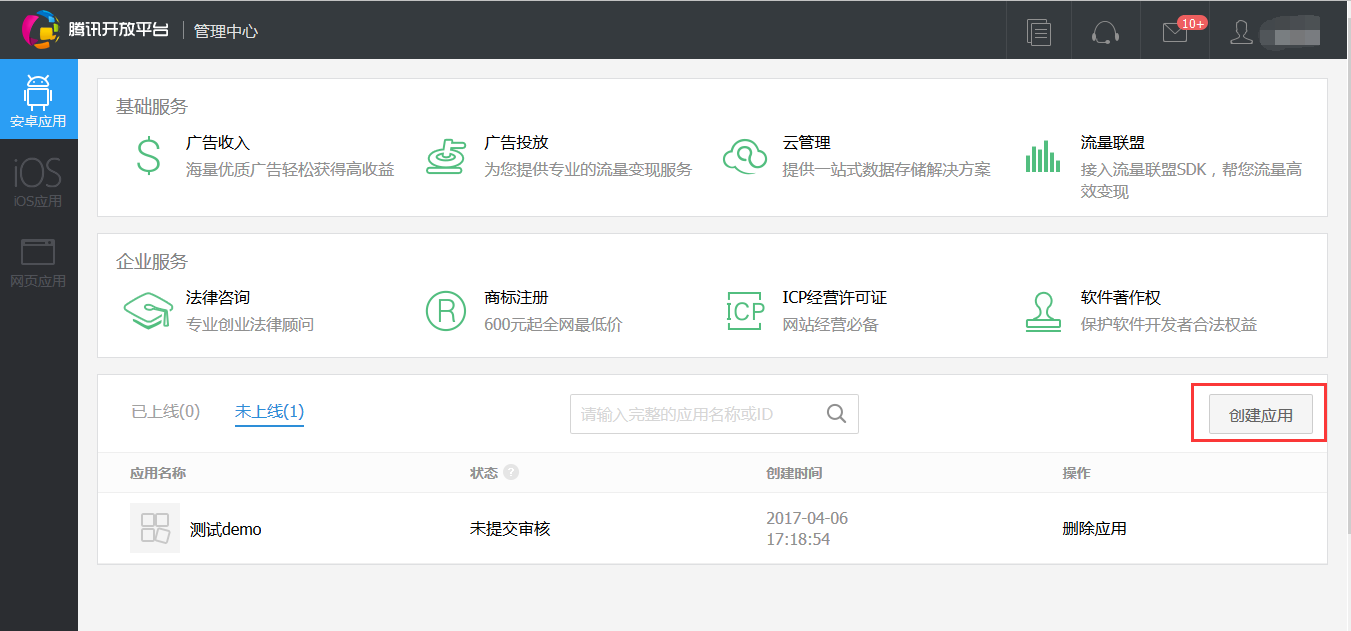 腾讯开放平台 管理中心
10+
安卓应用
iOS
iOS应用
网页应用
基础服务
广告收入
海量优质广告轻松获得高收益
广告投放
为您提供专业的流量变现服务
云管理
提供一站式数据存储解决方案
流量联盟
接入流量联盟SDK，帮您流量高
效变现
企业服务
法律咨询
专业创业法律顾问
R
商标注册
600元起全网最低价
ICP
ICP经营许可证
网站经营必备
软件著作权
保护软件开发者合法权益
已上线(0) 未上线(1)
请输入完整的应用名称或ID
创建应用
应用名称 状态 ? 创建时间 操作
测试demo 未提交审核 2017-04-06
17:18:54
删除应用